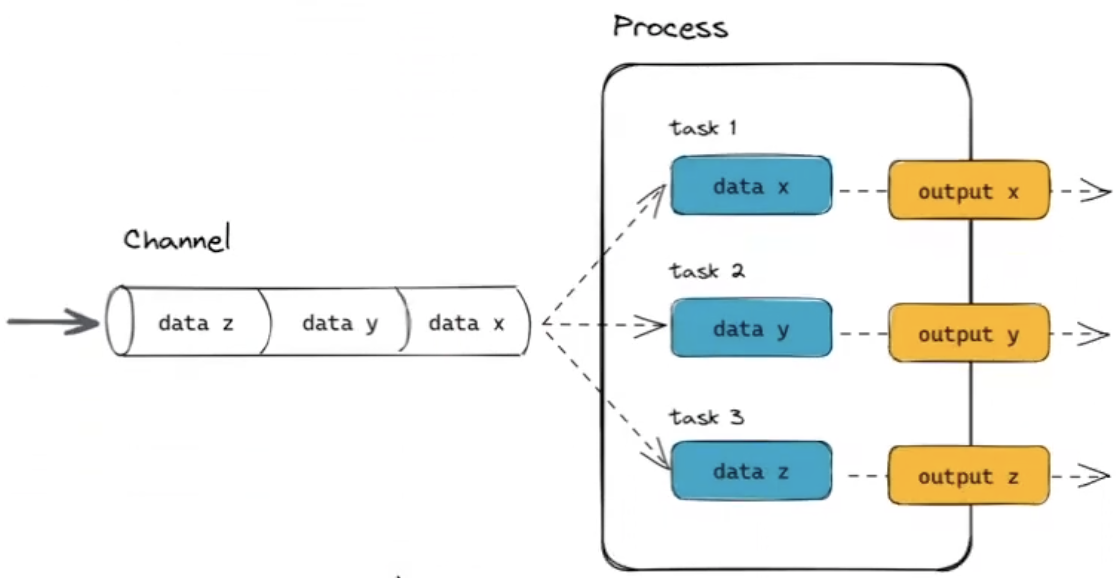 Process
task 1
data x
output x
Channel
task 2
data z
data y
data x
data y
output y
task 3
data z
output z